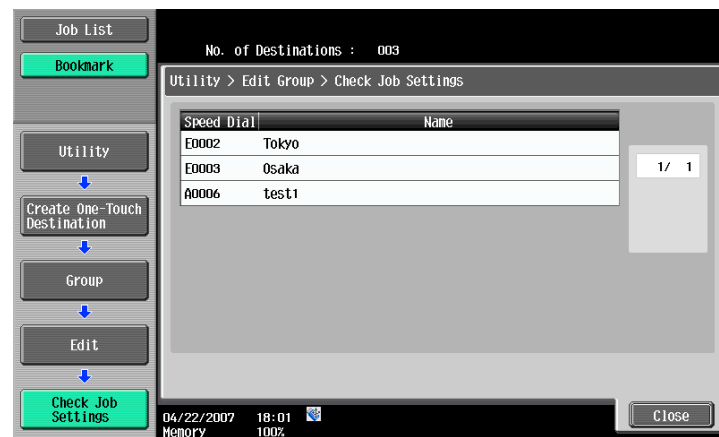 Job List
Bookmark
No. of Destinations : 003
Utility > Edit Group > Check Job Settings
Speed Dial Name
E0002 Tokyo
E0003 Osaka
A0006 test1
1/ 1
Utility
Create One-Touch
Destination
Group
Edit
Check Job
Settings
04/22/2007 18:01
Memory 100%
Close